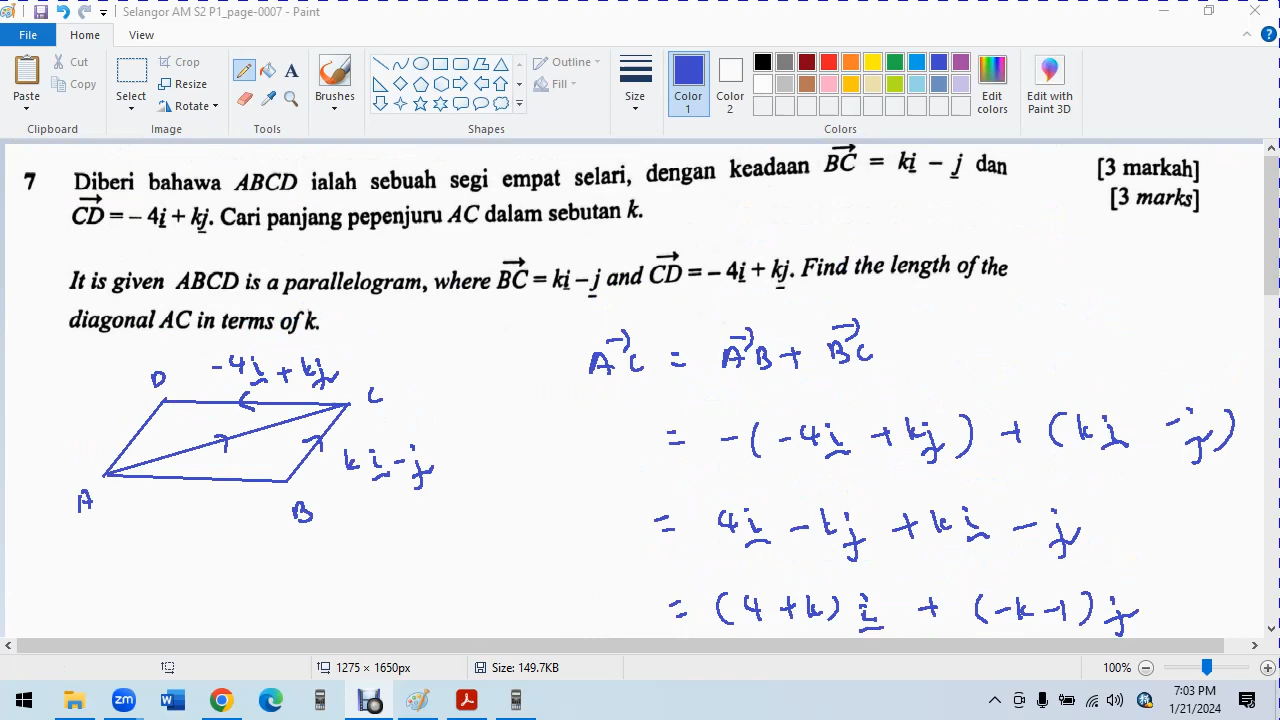 Selangor AM S2 P1_page-0007 - Paint
File Home View
Paste Cut Copy Clipboard
Select Crop Resize Rotate Image
Tools
Brushes
Shapes
Outline Fill
Size
Color 1 Color 2 Edit colors Colors
Edit with Paint 3D
7 Diberi bahawa ABCD ialah sebuah segi empat selari, dengan keadaan BC→ = ki − j dan [3 markah]
CD→ = − 4i + kj. Cari panjang pepenjuru AC dalam sebutan k. [3 marks]
It is given ABCD is a parallelogram, where BC→ = ki − j and CD→ = − 4i + kj. Find the length of the
diagonal AC in terms of k.
-4i + kj
D C
ki - j
A B
AC→ = AB→ + BC→
= -(-4i + kj) + (ki - j)
= 4i - kj + ki - j
= (4 + k)i + (-k - 1)j
1275 × 1650px Size: 149.7KB 100%
zm
7:03 PM
1/21/2024